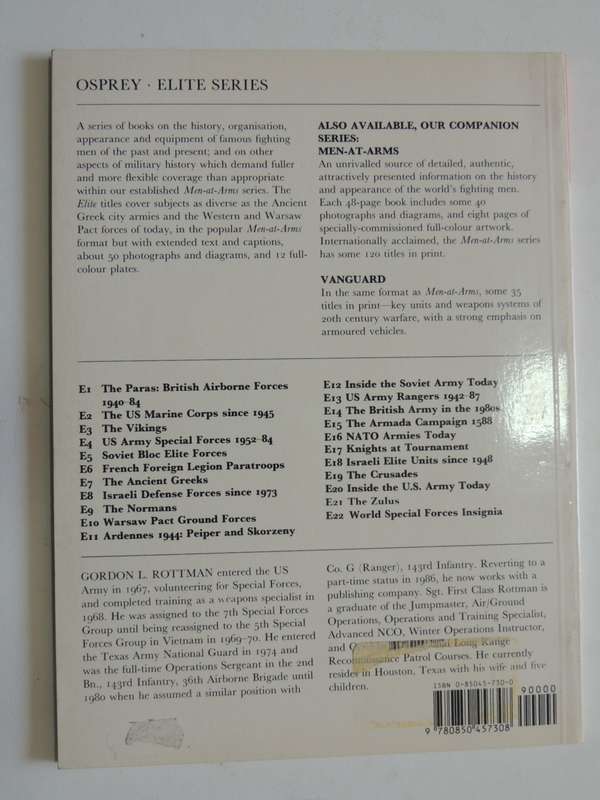 OSPREY · ELITE SERIES
A series of books on the history, organisation,
appearance and equipment of famous fighting
men of the past and present; and on other
aspects of military history which demand fuller
and more flexible coverage than appropriate
within our established Men-at-Arms series. The
Elite titles cover subjects as diverse as the Ancient
Greek city armies and the Western and Warsaw
Pact forces of today, in the popular Men-at-Arms
format but with extended text and captions,
about 50 photographs and diagrams, and 12 full-
colour plates.
ALSO AVAILABLE, OUR COMPANION
SERIES:
MEN-AT-ARMS
An unrivalled source of detailed, authentic,
attractively presented information on the history
and appearance of the world's fighting men.
Each 48-page book includes some 40
photographs and diagrams, and eight pages of
specially-commissioned full-colour artwork.
Internationally acclaimed, the Men-at-Arms series
has some 120 titles in print.
VANGUARD
In the same format as Men-at-Arms, some 35
titles in print—key units and weapons systems of
20th century warfare, with a strong emphasis on
armoured vehicles.
E1 The Paras: British Airborne Forces
1940-84
E2 The US Marine Corps since 1945
E3 The Vikings
E4 US Army Special Forces 1952-84
E5 Soviet Bloc Elite Forces
E6 French Foreign Legion Paratroops
E7 The Ancient Greeks
E8 Israeli Defense Forces since 1973
E9 The Normans
E10 Warsaw Pact Ground Forces
E11 Ardennes 1944: Peiper and Skorzeny
E12 Inside the Soviet Army Today
E13 US Army Rangers 1942-87
E14 The British Army in the 1980s
E15 The Armada Campaign 1588
E16 NATO Armies Today
E17 Knights at Tournament
E18 Israeli Elite Units since 1948
E19 The Crusades
E20 Inside the U.S. Army Today
E21 The Zulus
E22 World Special Forces Insignia
GORDON L. ROTTMAN entered the US
Army in 1967, volunteering for Special Forces,
and completed training as a weapons specialist in
1968. He was assigned to the 7th Special Forces
Group until being reassigned to the 5th Special
Forces Group in Vietnam in 1969-70. He entered
the Texas Army National Guard in 1974 and
was the full-time Operations Sergeant in the 2nd
Bn., 143rd Infantry, 36th Airborne Brigade until
1980 when he assumed a similar position with
Co. G (Ranger), 143rd Infantry. Reverting to a
part-time status in 1986, he now works with a
publishing company. Sgt. First Class Rottman is
a graduate of the Jumpmaster, Air/Ground
Operations, Operations and Training Specialist,
Advanced NCO, Winter Operations Instructor,
and Long Range
Reconnaissance Patrol Courses. He currently
resides in Houston, Texas with his wife and five
children.
ISBN 0-85045-730-0
90000
9 780850 457308